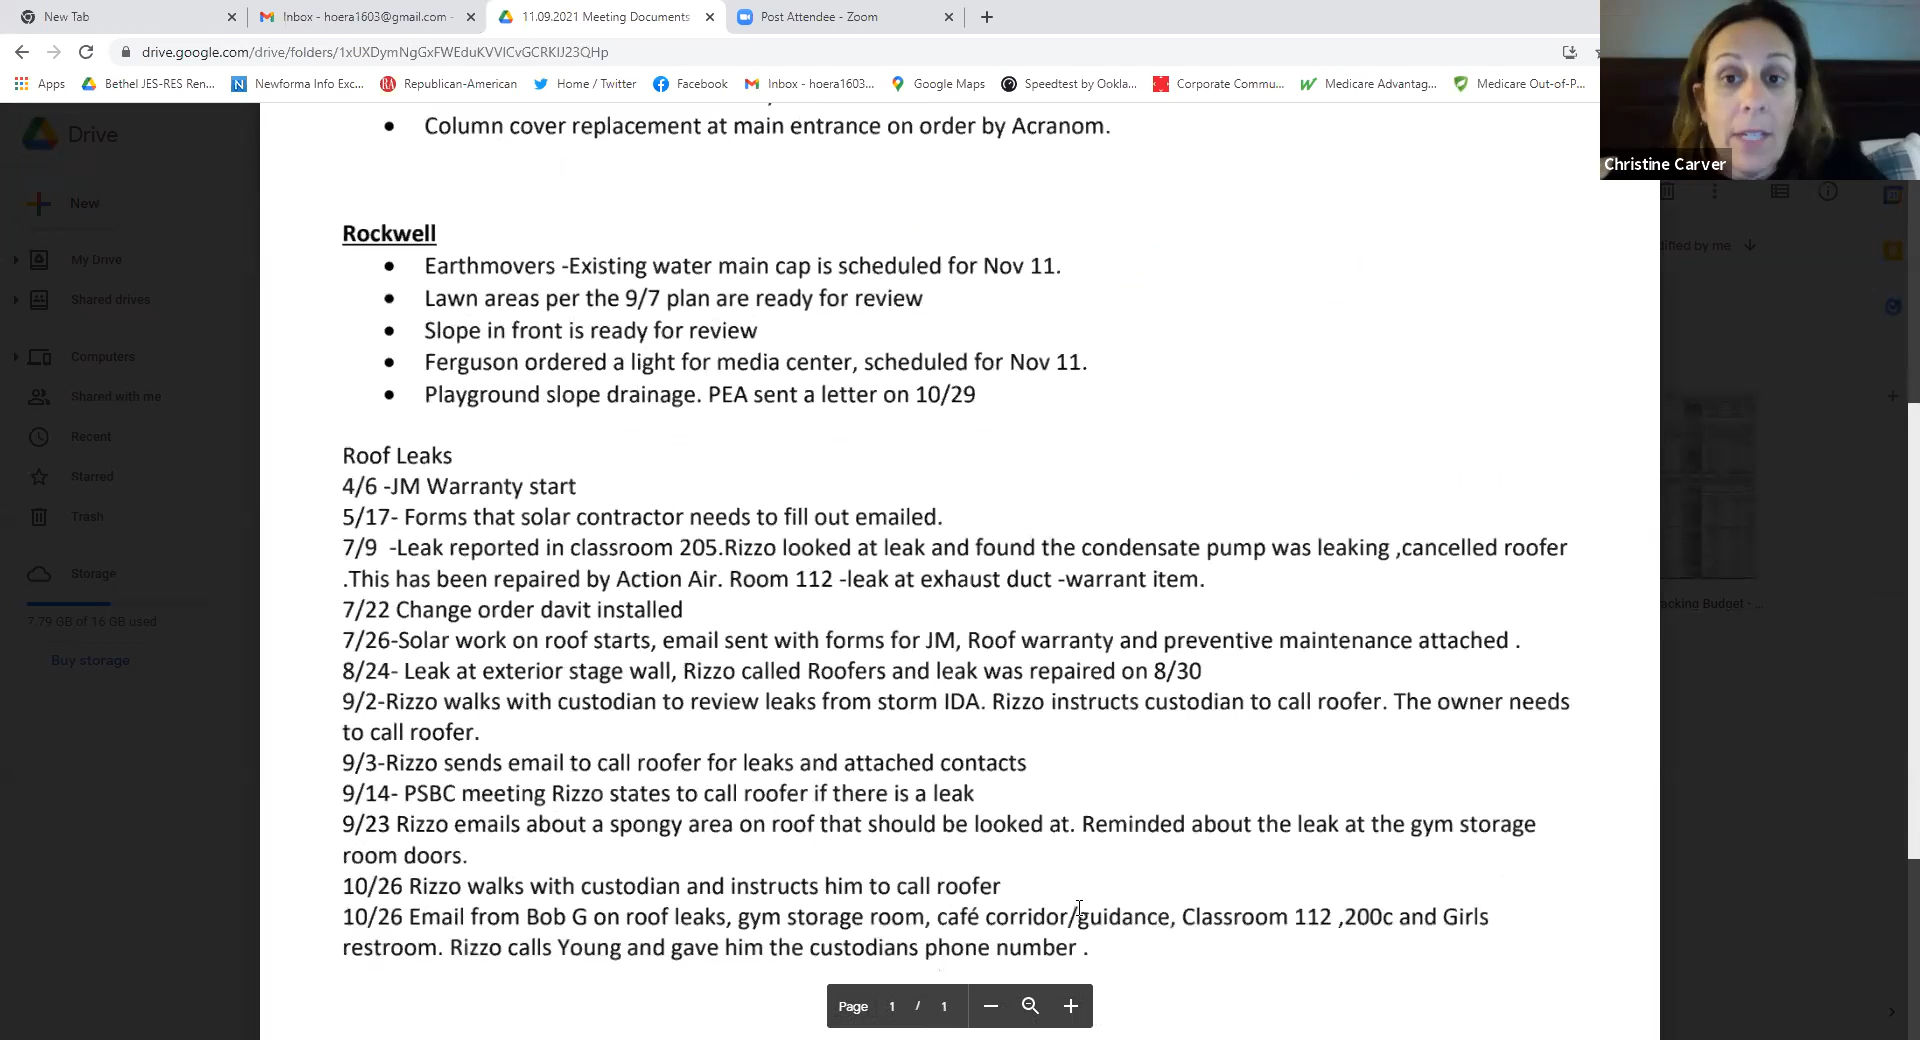 New Tab
Inbox - hoera1603@gmail.com -
11.09.2021 Meeting Documents
Post Attendee - Zoom
drive.google.com/drive/folders/1xUXDymNgGxFWEduKVVICvGCRKIJ23QHp
Apps
Bethel JES-RES Ren...
Newforma Info Exc...
Republican-American
Home / Twitter
Facebook
Inbox - hoera1603...
Google Maps
Speedtest by Ookla...
Corporate Commu...
Medicare Advantag...
Medicare Out-of-P...
Christine Carver
Drive
New
My Drive
Shared drives
Computers
Shared with me
Recent
Starred
Trash
Storage
7.79 GB of 16 GB used
Buy storage
• Column cover replacement at main entrance on order by Acranom.
Rockwell
• Earthmovers -Existing water main cap is scheduled for Nov 11.
• Lawn areas per the 9/7 plan are ready for review
• Slope in front is ready for review
• Ferguson ordered a light for media center, scheduled for Nov 11.
• Playground slope drainage. PEA sent a letter on 10/29
Roof Leaks
4/6 -JM Warranty start
5/17- Forms that solar contractor needs to fill out emailed.
7/9  -Leak reported in classroom 205.Rizzo looked at leak and found the condensate pump was leaking ,cancelled roofer
.This has been repaired by Action Air. Room 112 -leak at exhaust duct -warrant item.
7/22 Change order davit installed
7/26-Solar work on roof starts, email sent with forms for JM, Roof warranty and preventive maintenance attached .
8/24- Leak at exterior stage wall, Rizzo called Roofers and leak was repaired on 8/30
9/2-Rizzo walks with custodian to review leaks from storm IDA. Rizzo instructs custodian to call roofer. The owner needs
to call roofer.
9/3-Rizzo sends email to call roofer for leaks and attached contacts
9/14- PSBC meeting Rizzo states to call roofer if there is a leak
9/23 Rizzo emails about a spongy area on roof that should be looked at. Reminded about the leak at the gym storage
room doors.
10/26 Rizzo walks with custodian and instructs him to call roofer
10/26 Email from Bob G on roof leaks, gym storage room, café corridor/guidance, Classroom 112 ,200c and Girls
restroom. Rizzo calls Young and gave him the custodians phone number .
by me
Budget - ...
Page 1 / 1